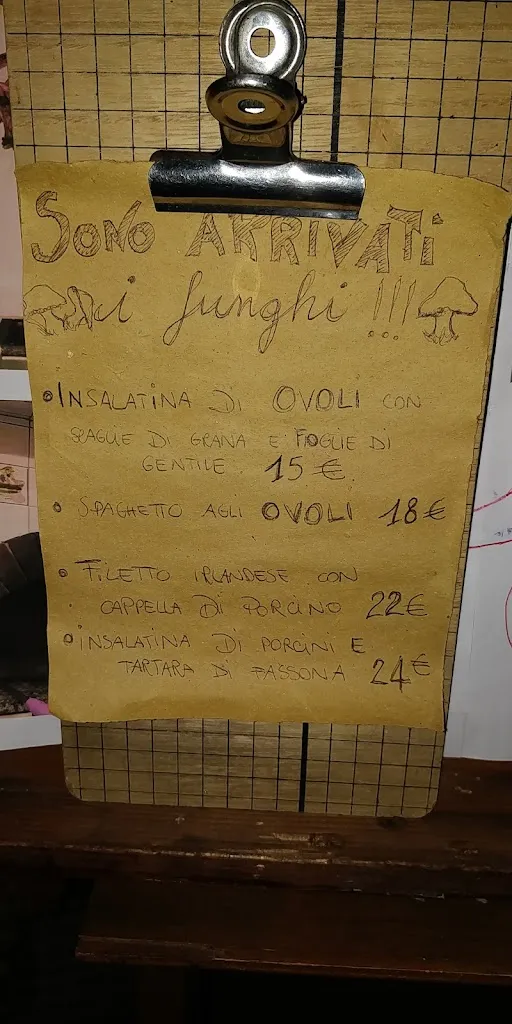 SONO ARRIVATI
i funghi !!!
• INSALATINA DI OVOLI CON
SCAGLIE DI GRANA E FOGLIE DI
GENTILE 15 €
• SPAGHETTO AGLI OVOLI 18 €
• FILETTO IRLANDESE CON
CAPPELLA DI PORCINO 22€
• INSALATINA DI PORCINI E
TARTARA DI FASSONA 24€